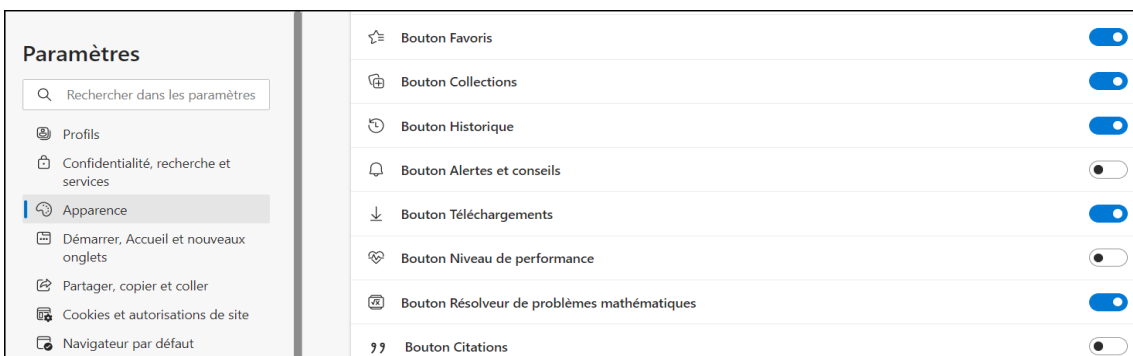 Paramètres
Rechercher dans les paramètres
Profils
Confidentialité, recherche et
services
Apparence
Démarrer, Accueil et nouveaux
onglets
Partager, copier et coller
Cookies et autorisations de site
Navigateur par défaut
Bouton Favoris
Bouton Collections
Bouton Historique
Bouton Alertes et conseils
Bouton Téléchargements
Bouton Niveau de performance
Bouton Résolveur de problèmes mathématiques
Bouton Citations